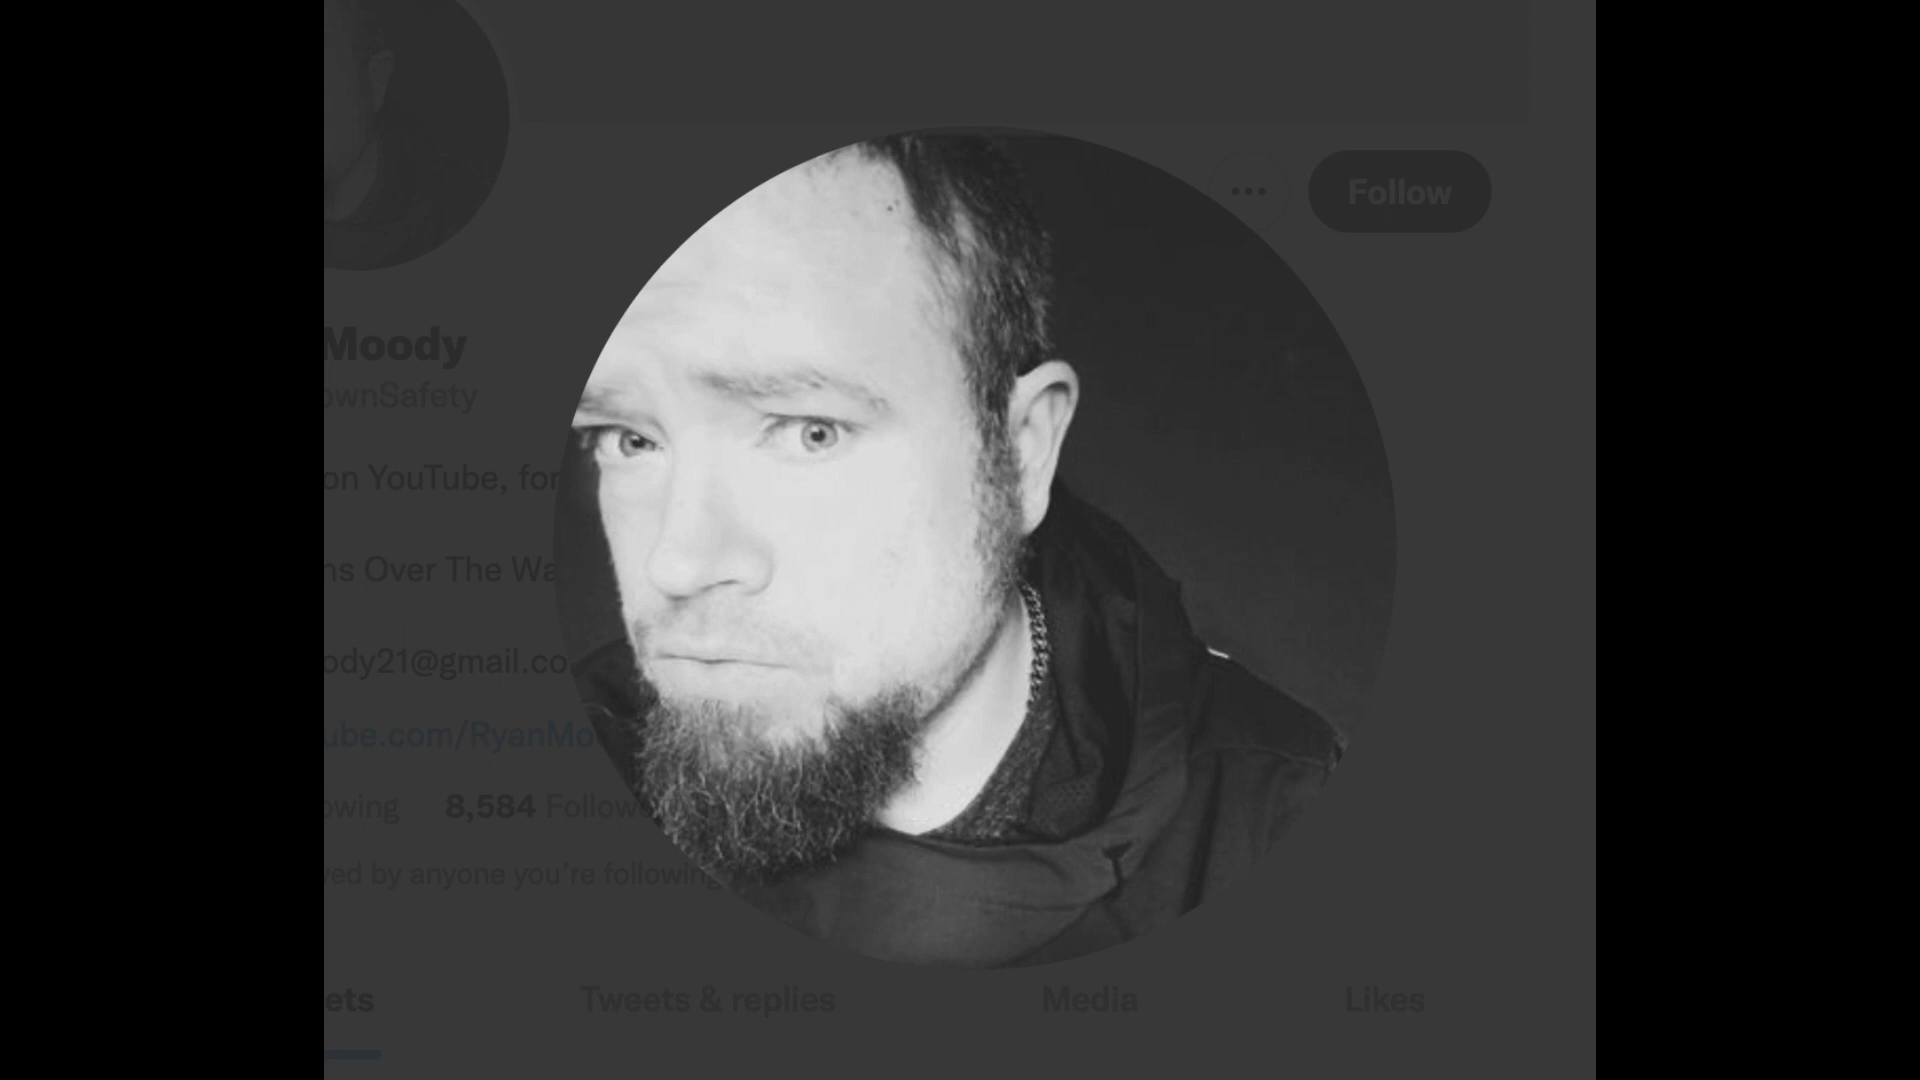 Follow
Moody
ownSafety
on YouTube, for
ns Over The Wa
ody21@gmail.co
ube.com/RyanMo
owing 8,584 Followe
wed by anyone you're following
ets Tweets & replies Media Likes